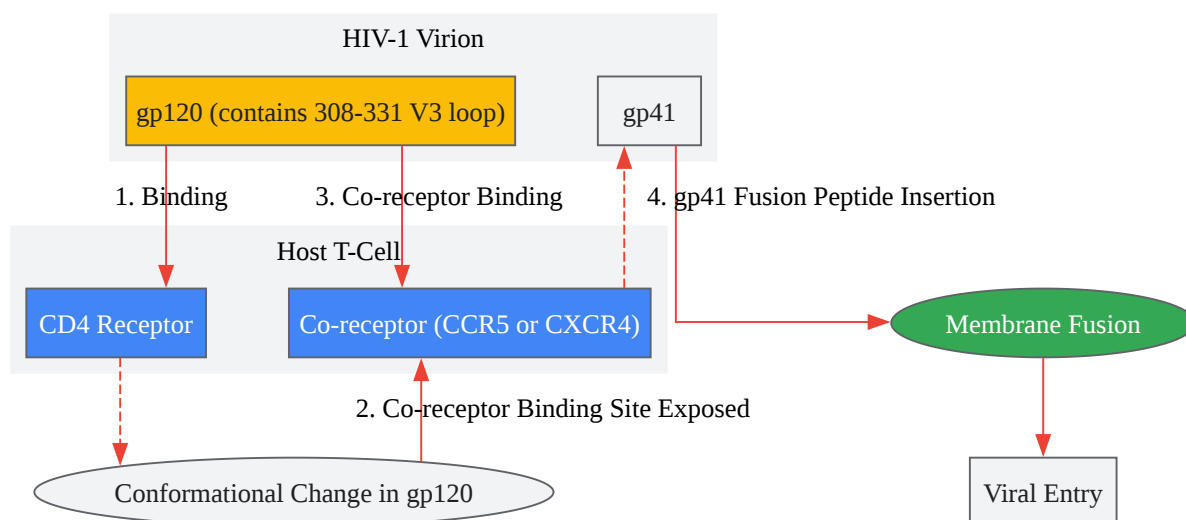 HIV-1 Virion
gp120 (contains 308-331 V3 loop)
gp41
1. Binding
3. Co-receptor Binding
4. gp41 Fusion Peptide Insertion
Host T-Cell
CD4 Receptor
Co-receptor (CCR5 or CXCR4)
Membrane Fusion
2. Co-receptor Binding Site Exposed
Conformational Change in gp120
Viral Entry